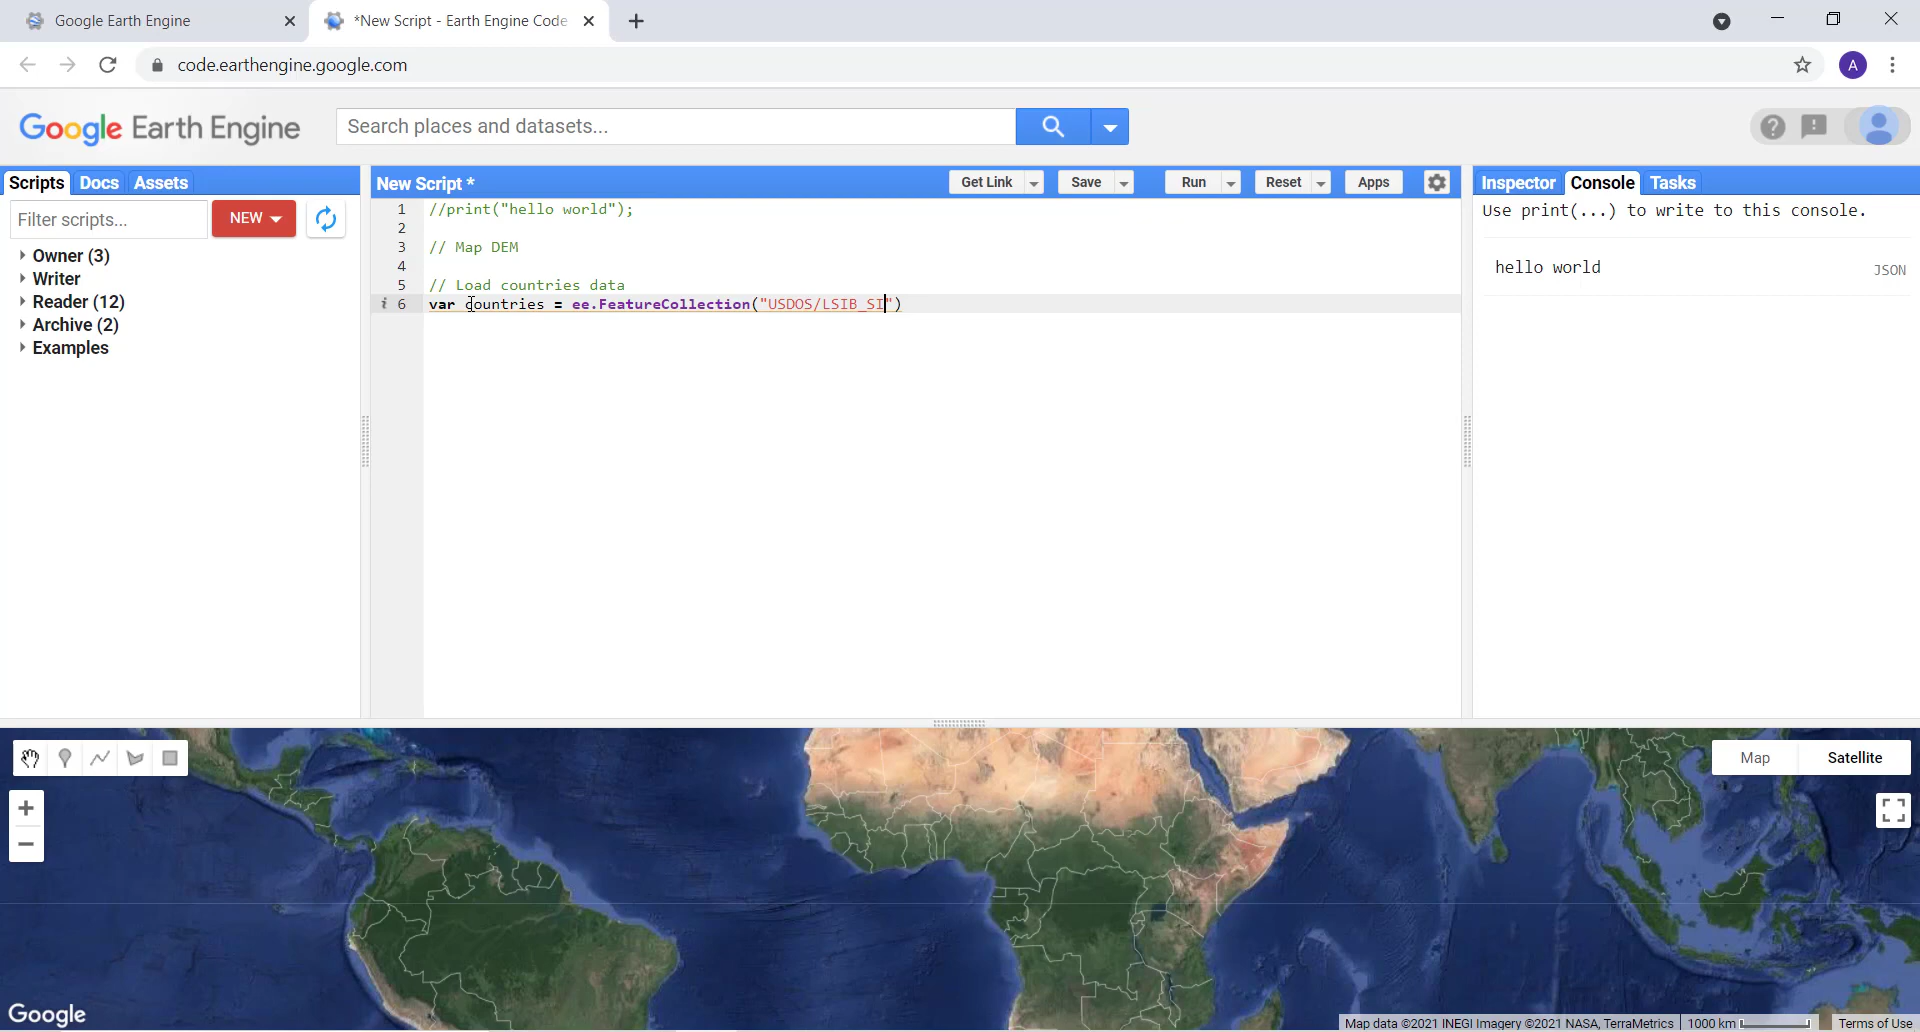 Google Earth Engine
*New Script - Earth Engine Code
code.earthengine.google.com
A
Google Earth Engine
Search places and datasets...
Scripts Docs Assets
New Script *
Get Link Save Run Reset Apps
Inspector Console Tasks
Filter scripts...
NEW
Owner (3)
Writer
Reader (12)
Archive (2)
Examples
1 //print("hello world");
2
3 // Map DEM
4
5 // Load countries data
i 6 var countries = ee.FeatureCollection("USDOS/LSIB_SI")
Use print(...) to write to this console.
hello world JSON
Map Satellite
Google
Map data ©2021 INEGI Imagery ©2021 NASA, TerraMetrics 1000 km Terms of Use